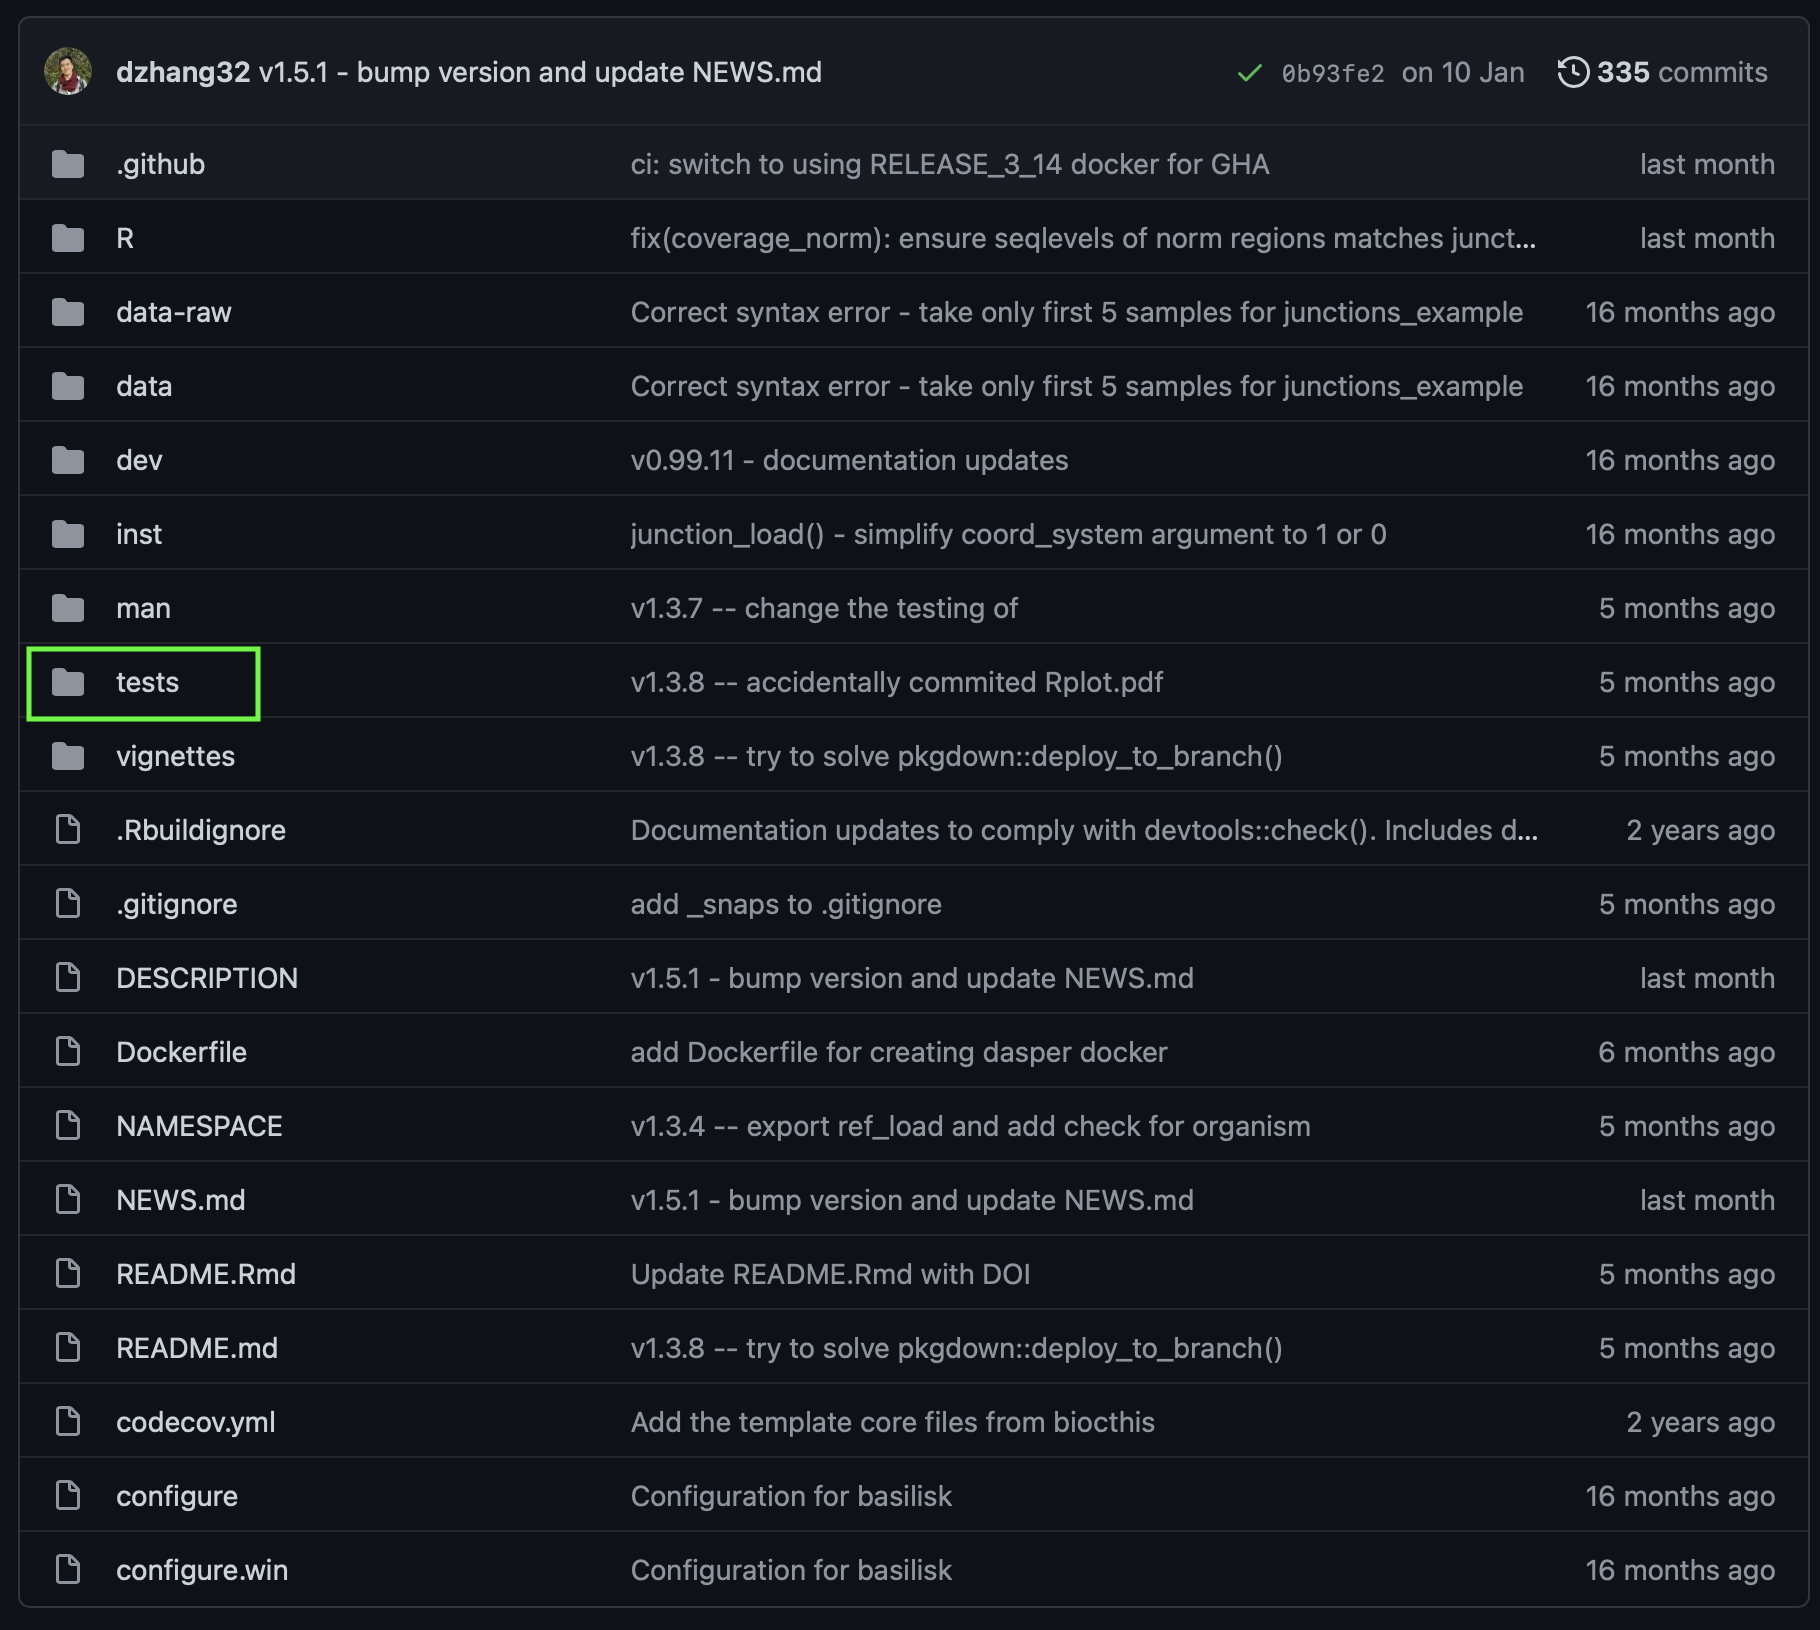 dzhang32 v1.5.1 - bump version and update NEWS.md 0b93fe2 on 10 Jan 335 commits
.github ci: switch to using RELEASE_3_14 docker for GHA last month
R fix(coverage_norm): ensure seqlevels of norm regions matches junct... last month
data-raw Correct syntax error - take only first 5 samples for junctions_example 16 months ago
data Correct syntax error - take only first 5 samples for junctions_example 16 months ago
dev v0.99.11 - documentation updates 16 months ago
inst junction_load() - simplify coord_system argument to 1 or 0 16 months ago
man v1.3.7 -- change the testing of 5 months ago
tests v1.3.8 -- accidentally commited Rplot.pdf 5 months ago
vignettes v1.3.8 -- try to solve pkgdown::deploy_to_branch() 5 months ago
.Rbuildignore Documentation updates to comply with devtools::check(). Includes d... 2 years ago
.gitignore add _snaps to .gitignore 5 months ago
DESCRIPTION v1.5.1 - bump version and update NEWS.md last month
Dockerfile add Dockerfile for creating dasper docker 6 months ago
NAMESPACE v1.3.4 -- export ref_load and add check for organism 5 months ago
NEWS.md v1.5.1 - bump version and update NEWS.md last month
README.Rmd Update README.Rmd with DOI 5 months ago
README.md v1.3.8 -- try to solve pkgdown::deploy_to_branch() 5 months ago
codecov.yml Add the template core files from biocthis 2 years ago
configure Configuration for basilisk 16 months ago
configure.win Configuration for basilisk 16 months ago